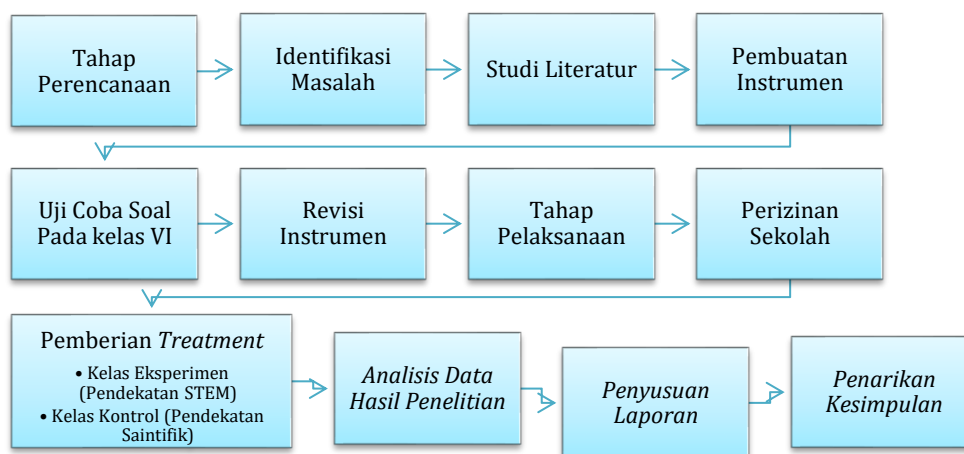 Tahap
Perencanaan
Identifikasi
Masalah
Studi Literatur
Pembuatan
Instrumen
Uji Coba Soal
Pada kelas VI
Revisi
Instrumen
Tahap
Pelaksanaan
Perizinan
Sekolah
Pemberian Treatment
• Kelas Eksperimen
(Pendekatan STEM)
• Kelas Kontrol (Pendekatan
Saintifik)
Analisis Data
Hasil Penelitian
Penyusuan
Laporan
Penarikan
Kesimpulan